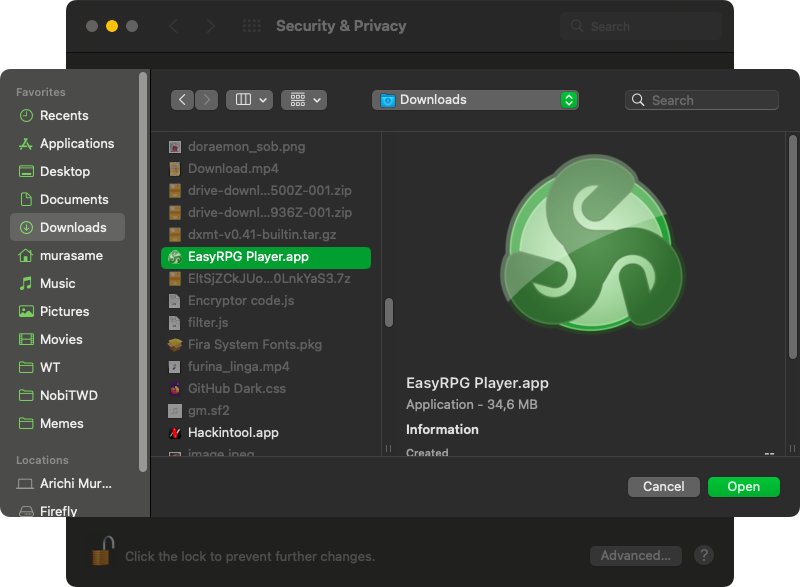 Security & Privacy
Search
Favorites
Recents
Applications
Desktop
Documents
Downloads
murasame
Music
Pictures
Movies
WT
NobiTWD
Memes
Locations
Arichi Mur...
Firefly
Downloads
Search
doraemon_sob.png
Download.mp4
drive-downl...500Z-001.zip
drive-downl...936Z-001.zip
dxmt-v0.41-builtin.tar.gz
EasyRPG Player.app
EltSjZCkJUo...0LnkYaS3.7z
Encryptor code.js
filter.js
Fira System Fonts.pkg
furina_linga.mp4
GitHub Dark.css
gm.sf2
Hackintool.app
image.jpeg
EasyRPG Player.app
Application - 34,6 MB
Information
Created --
Cancel
Open
Click the lock to prevent further changes.
Advanced...
?